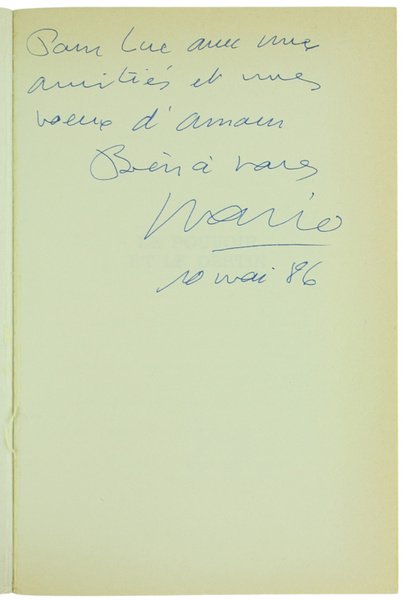 Pour Luc avec mes
amitiés et mes
voeux d'amour
Bien à vous
Mario
10 mai 86